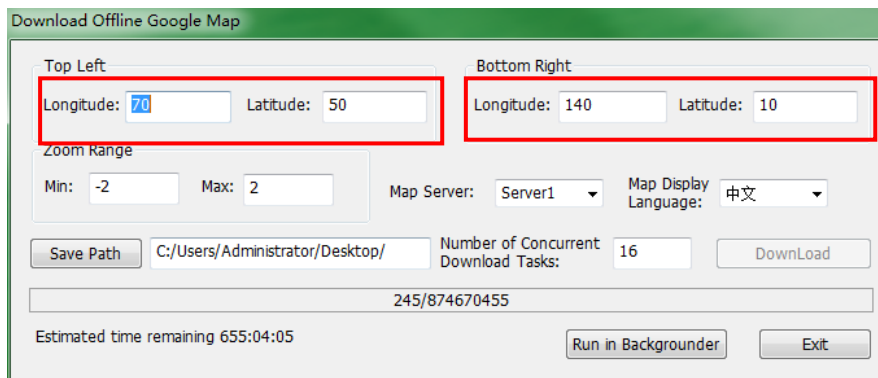 Download Offline Google Map
Top Left
Bottom Right
Longitude: 70 Latitude: 50
Longitude: 140 Latitude: 10
Zoom Range
Min: -2 Max: 2
Map Server: Server1
Map Display
Language: 中文
Save Path C:/Users/Administrator/Desktop/
Number of Concurrent
Download Tasks: 16
DownLoad
245/874670455
Estimated time remaining 655:04:05
Run in Backgrounder
Exit